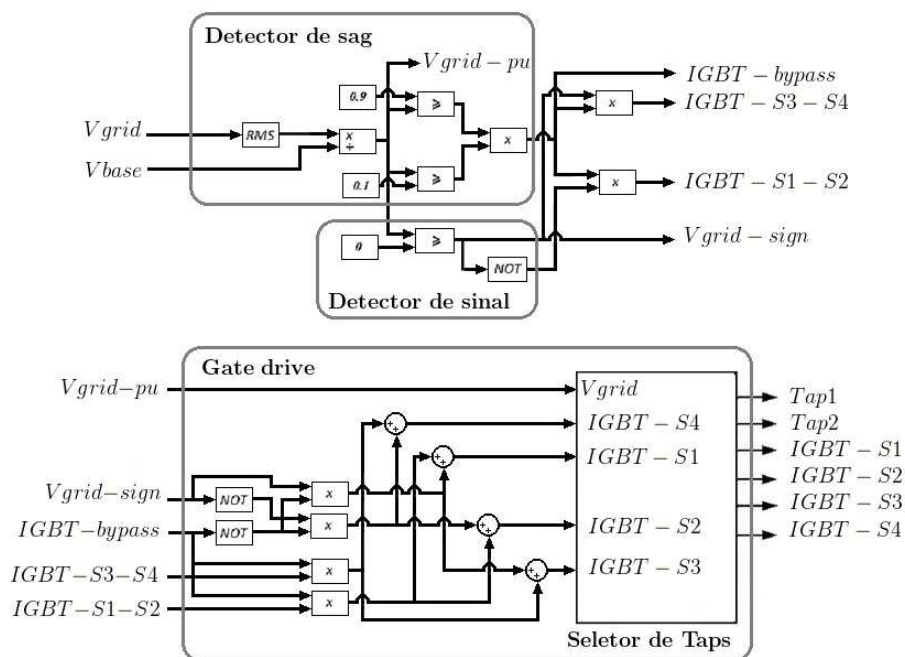 Detector de sag
Vgrid-pu
IGBT-bypass
0.9
≥
x
IGBT-S3-S4
Vgrid
RMS
x
÷
x
Vbase
0.1
≥
x
IGBT-S1-S2
0
≥
Vgrid-sign
NOT
Detector de sinal
Gate drive
Vgrid-pu
Vgrid
Tap1
IGBT-S4
Tap2
IGBT-S1
IGBT-S1
IGBT-S2
Vgrid-sign
NOT
x
IGBT-S3
IGBT-bypass
NOT
x
IGBT-S2
IGBT-S4
IGBT-S3-S4
x
IGBT-S3
IGBT-S1-S2
x
+
+
+
+
+
+
+
+
Seletor de Taps